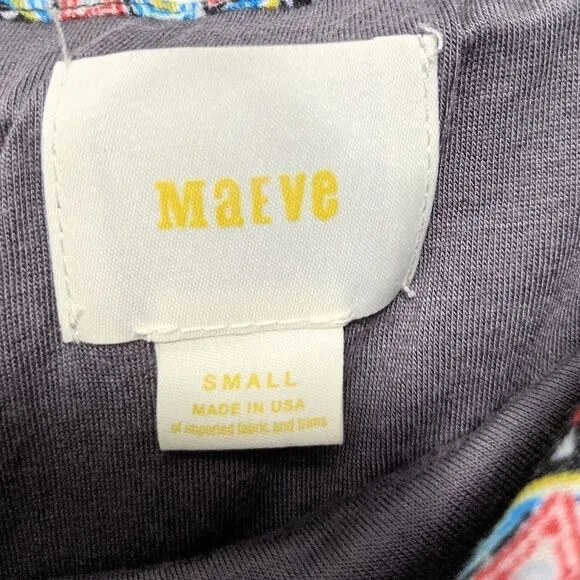 MaEve
SMALL
MADE IN USA
of imported fabric and trims